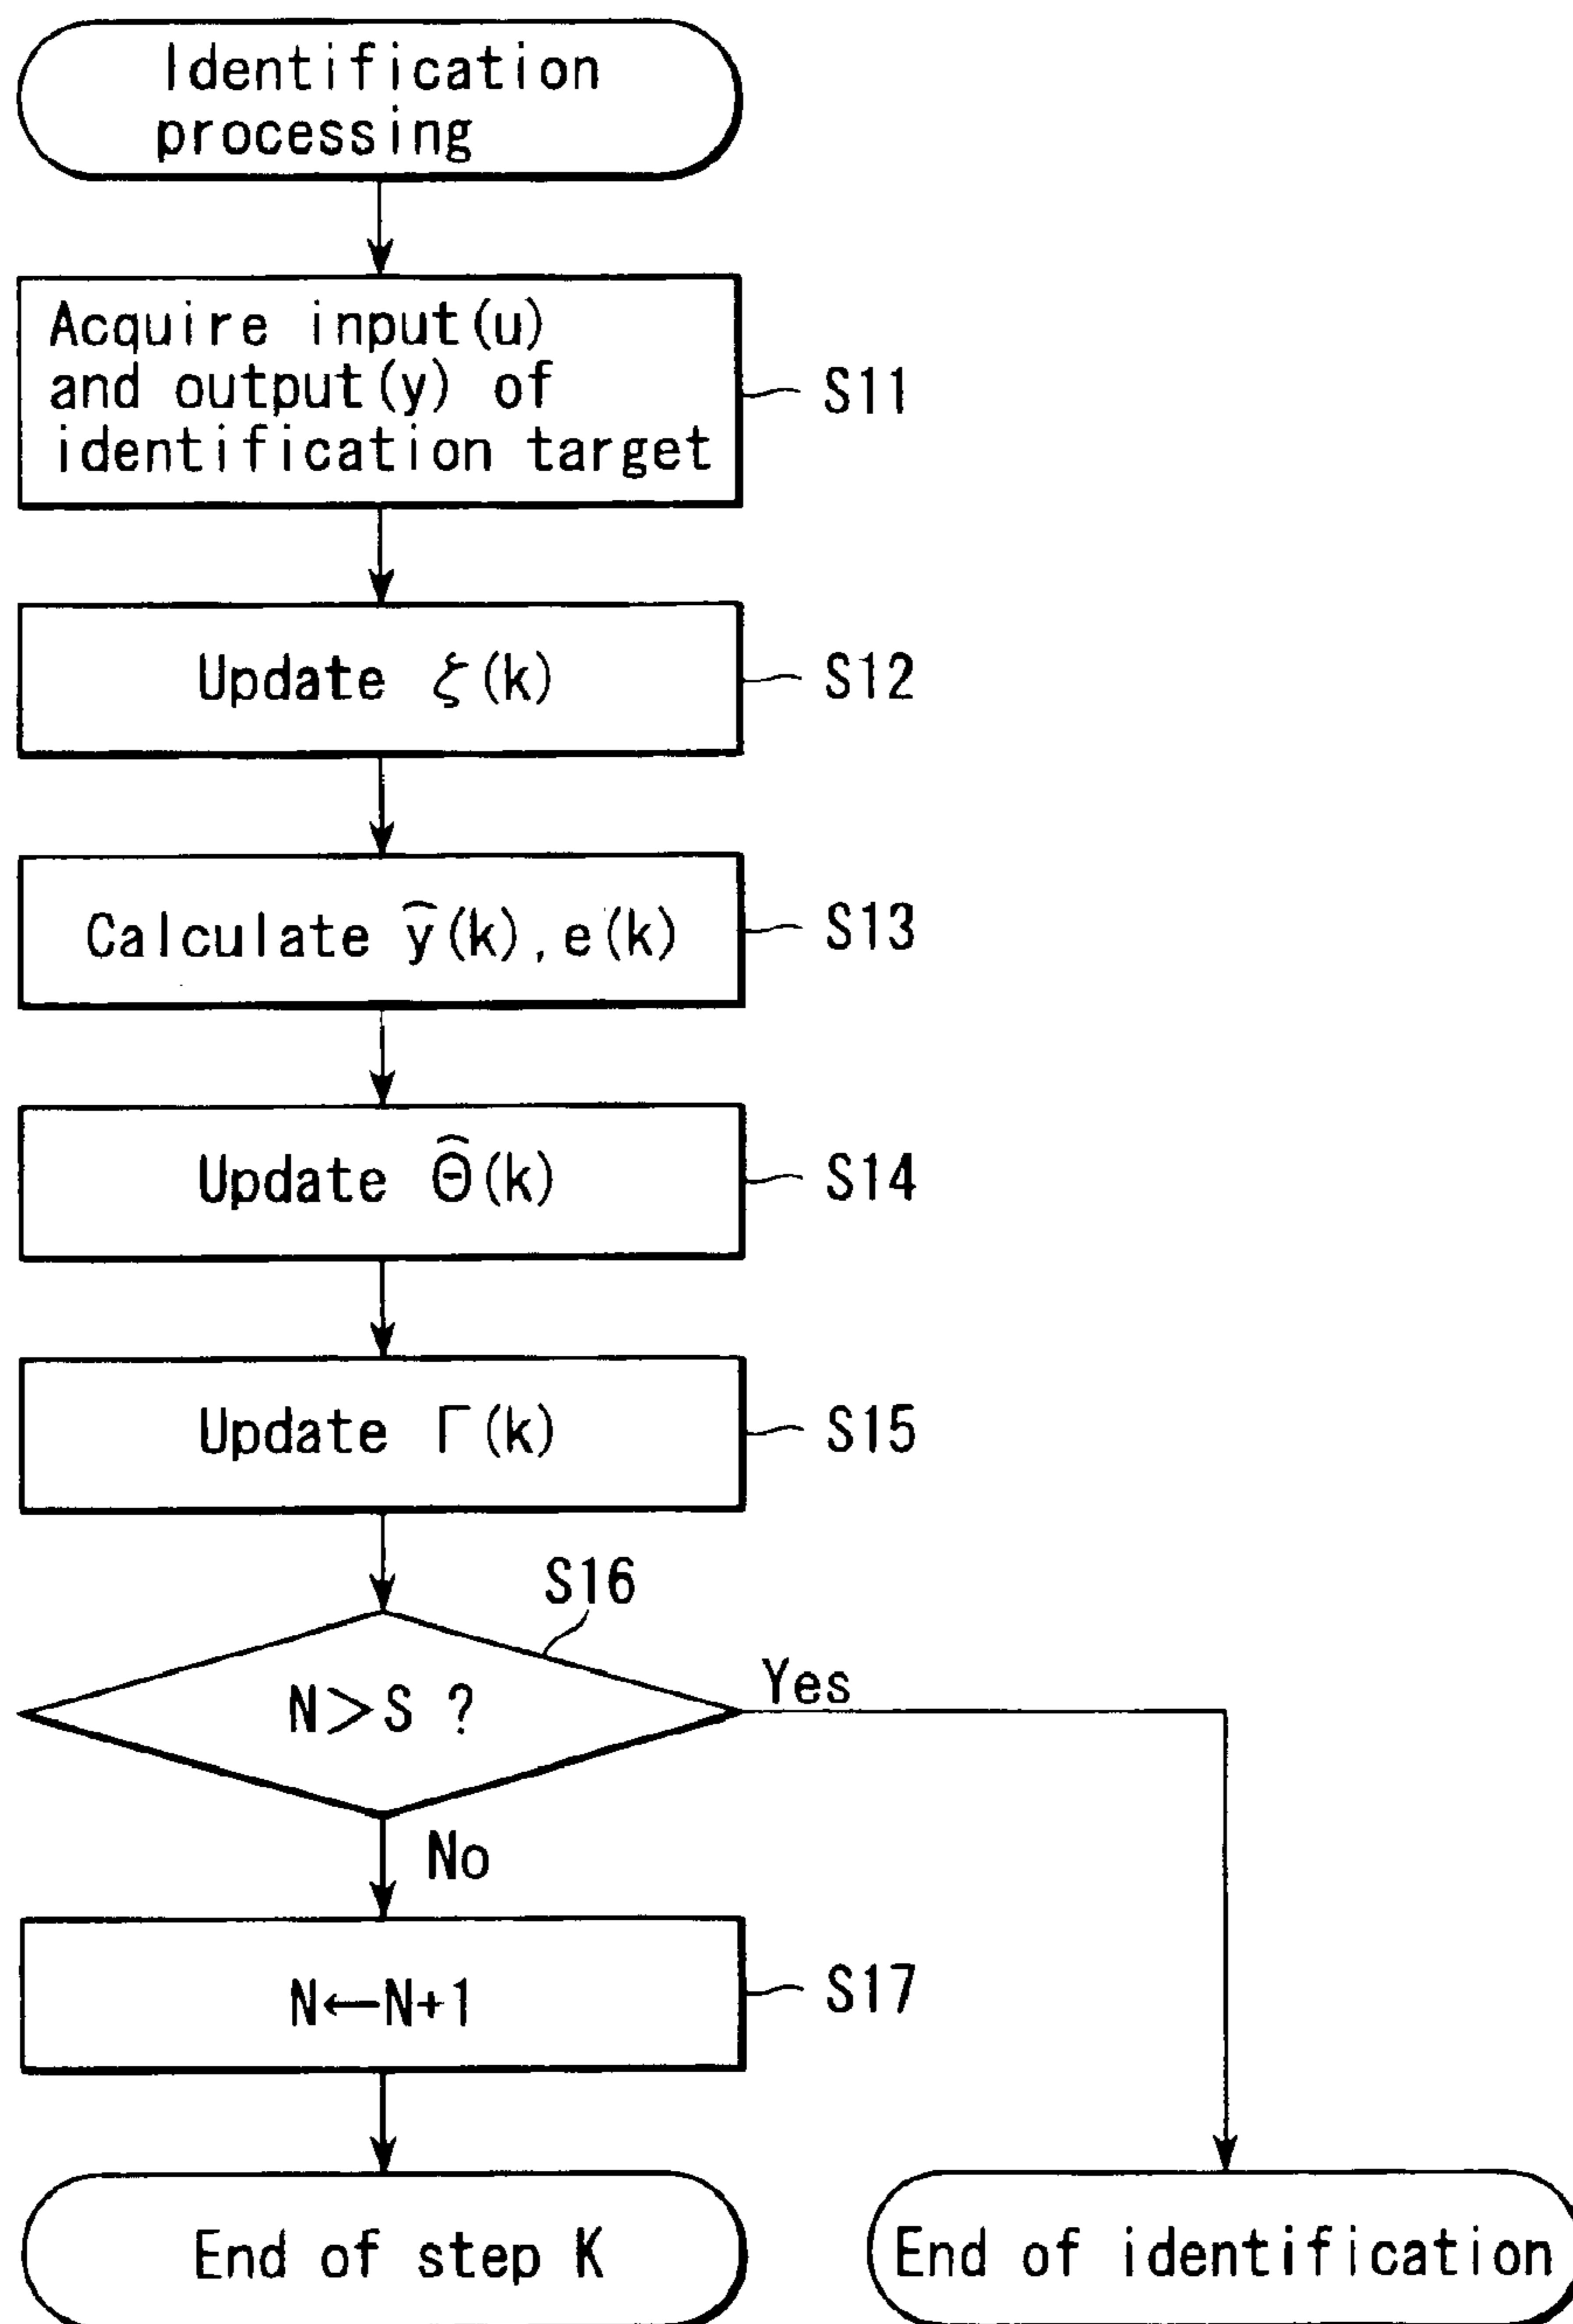 Identification
processing
Acquire input(u)
and output(y) of
identification target
S11
Update ζ(k)
S12
Calculate ŷ(k),e(k)
S13
Update Θ̂(k)
S14
Update Γ(k)
S15
S16
N>S ?
Yes
No
N←N+1
S17
End of step K
End of identification